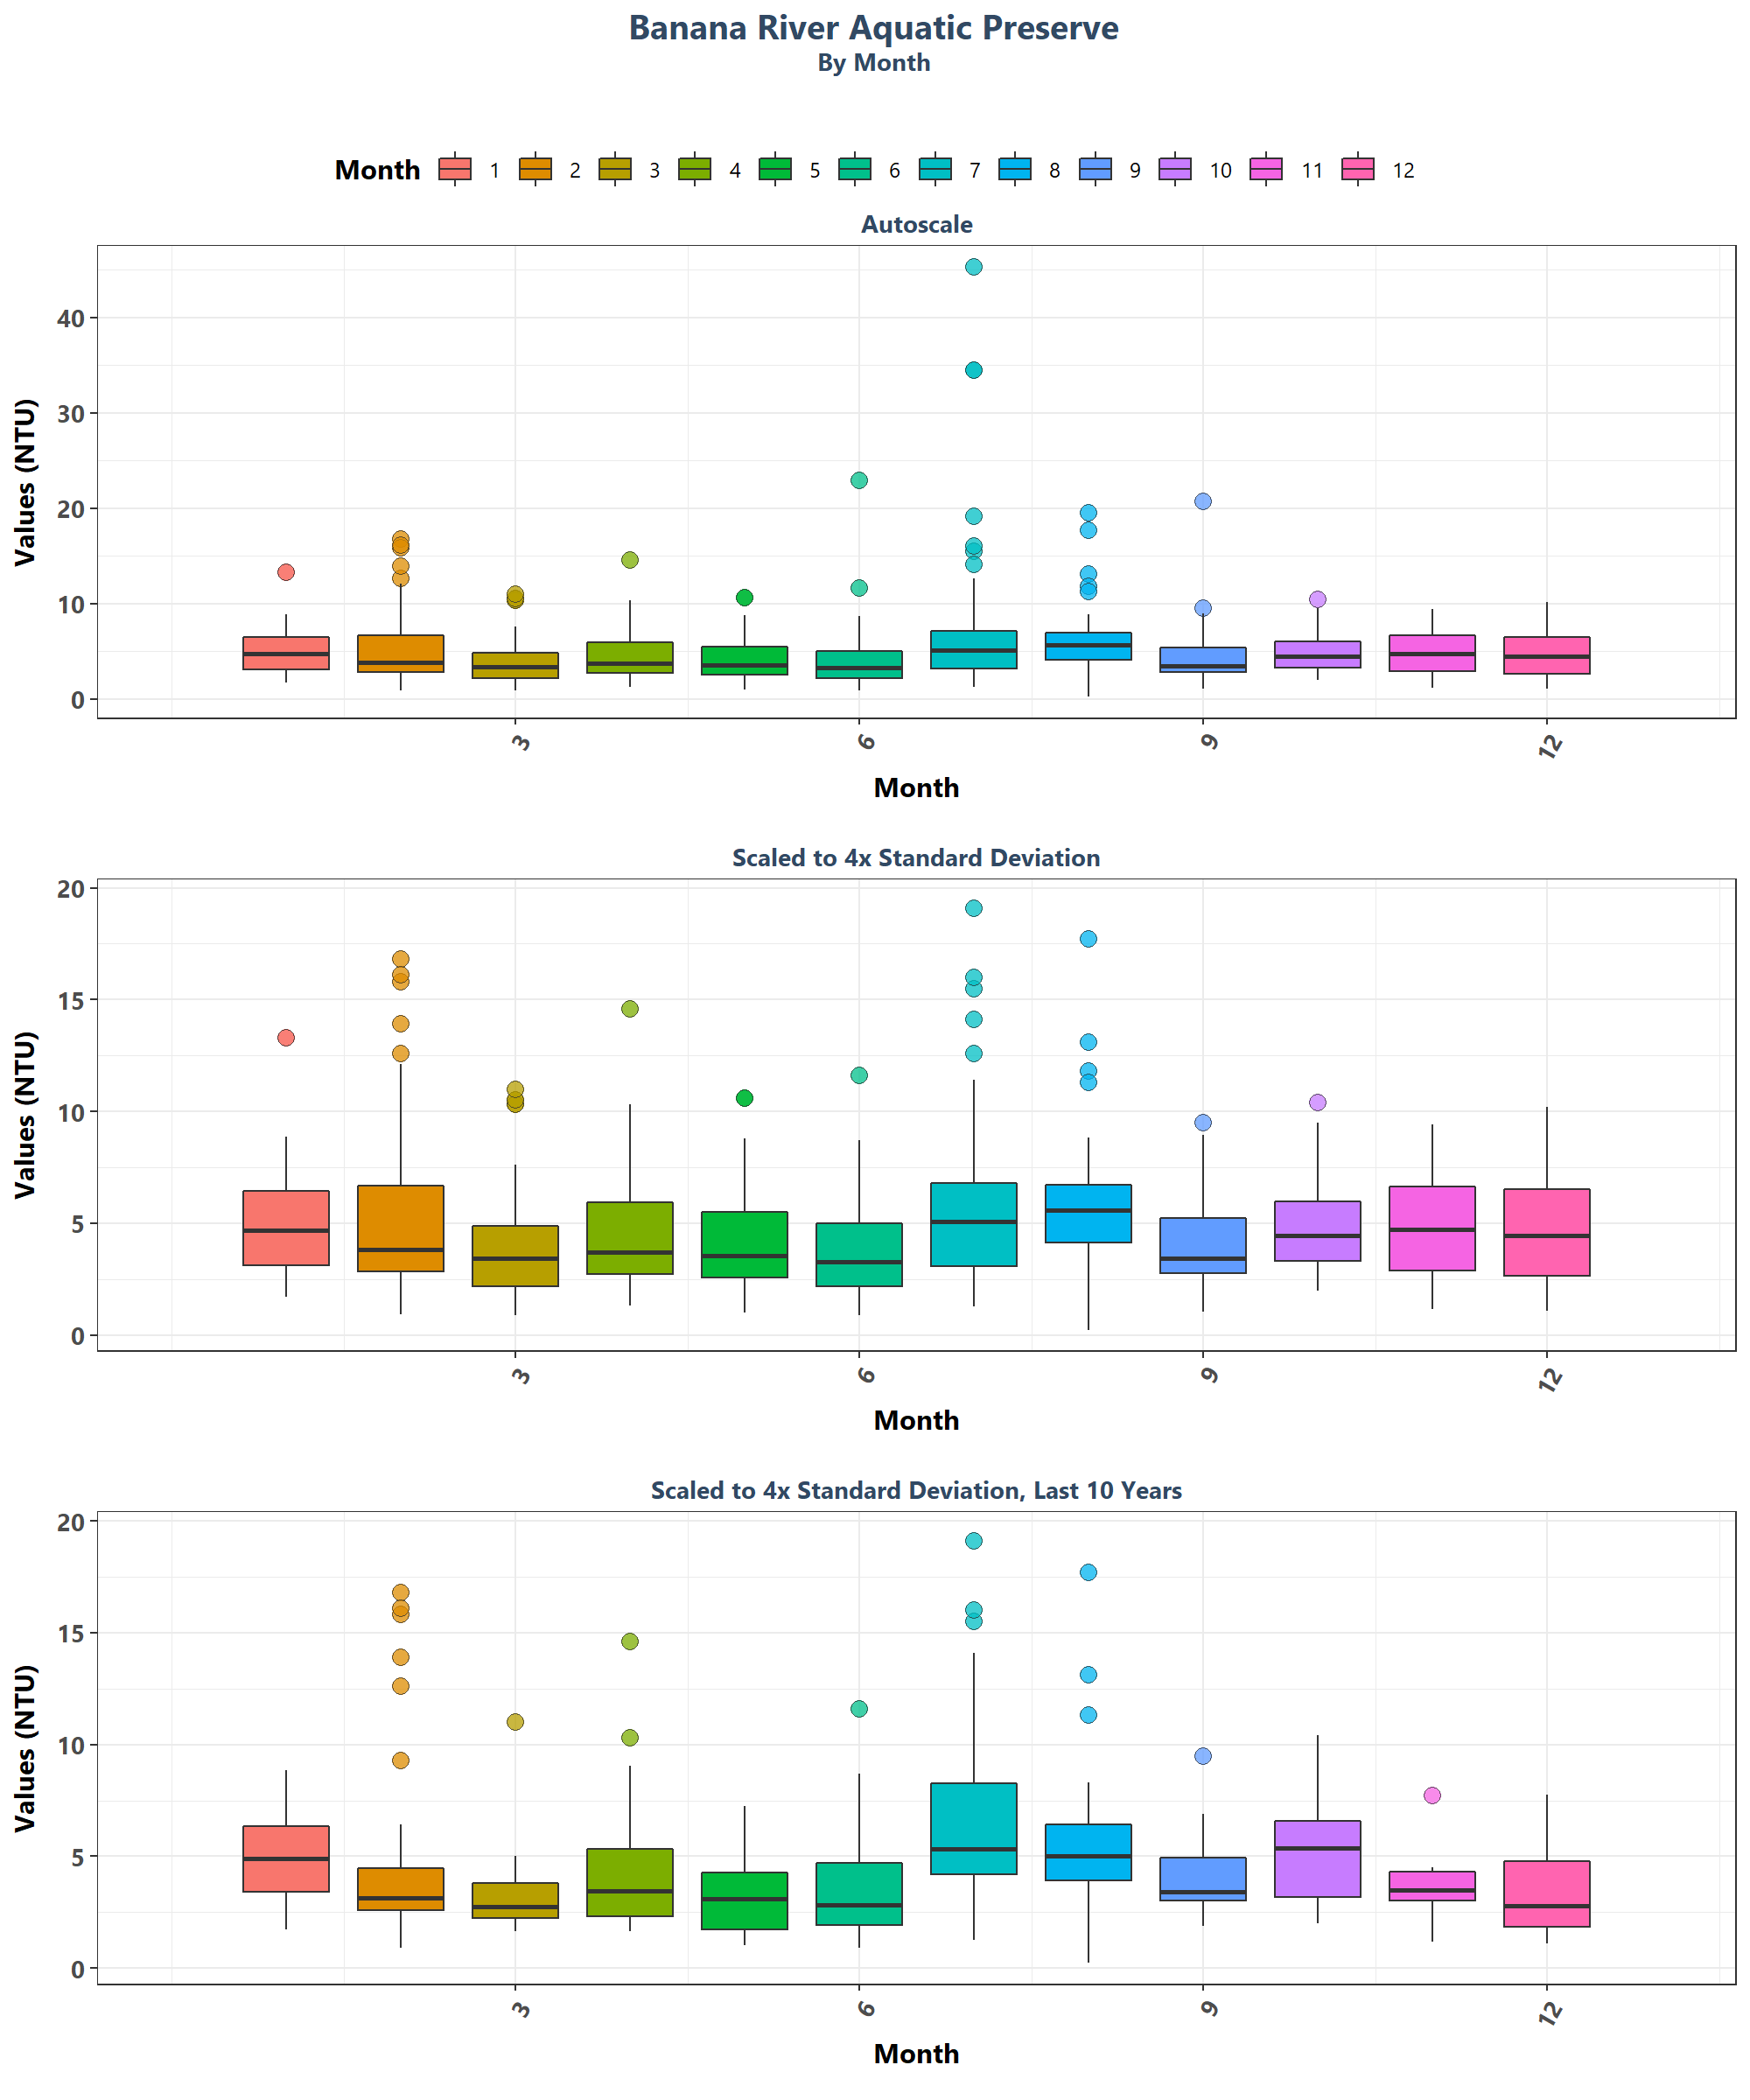 Banana River Aquatic Preserve
By Month
Month 1 2 3 4 5 6 7 8 9 10 11 12
Autoscale
Values (NTU)
40
30
20
10
0
3 6 9 12
Month
Scaled to 4x Standard Deviation
Values (NTU)
20
15
10
5
0
3 6 9 12
Month
Scaled to 4x Standard Deviation, Last 10 Years
Values (NTU)
20
15
10
5
0
3 6 9 12
Month